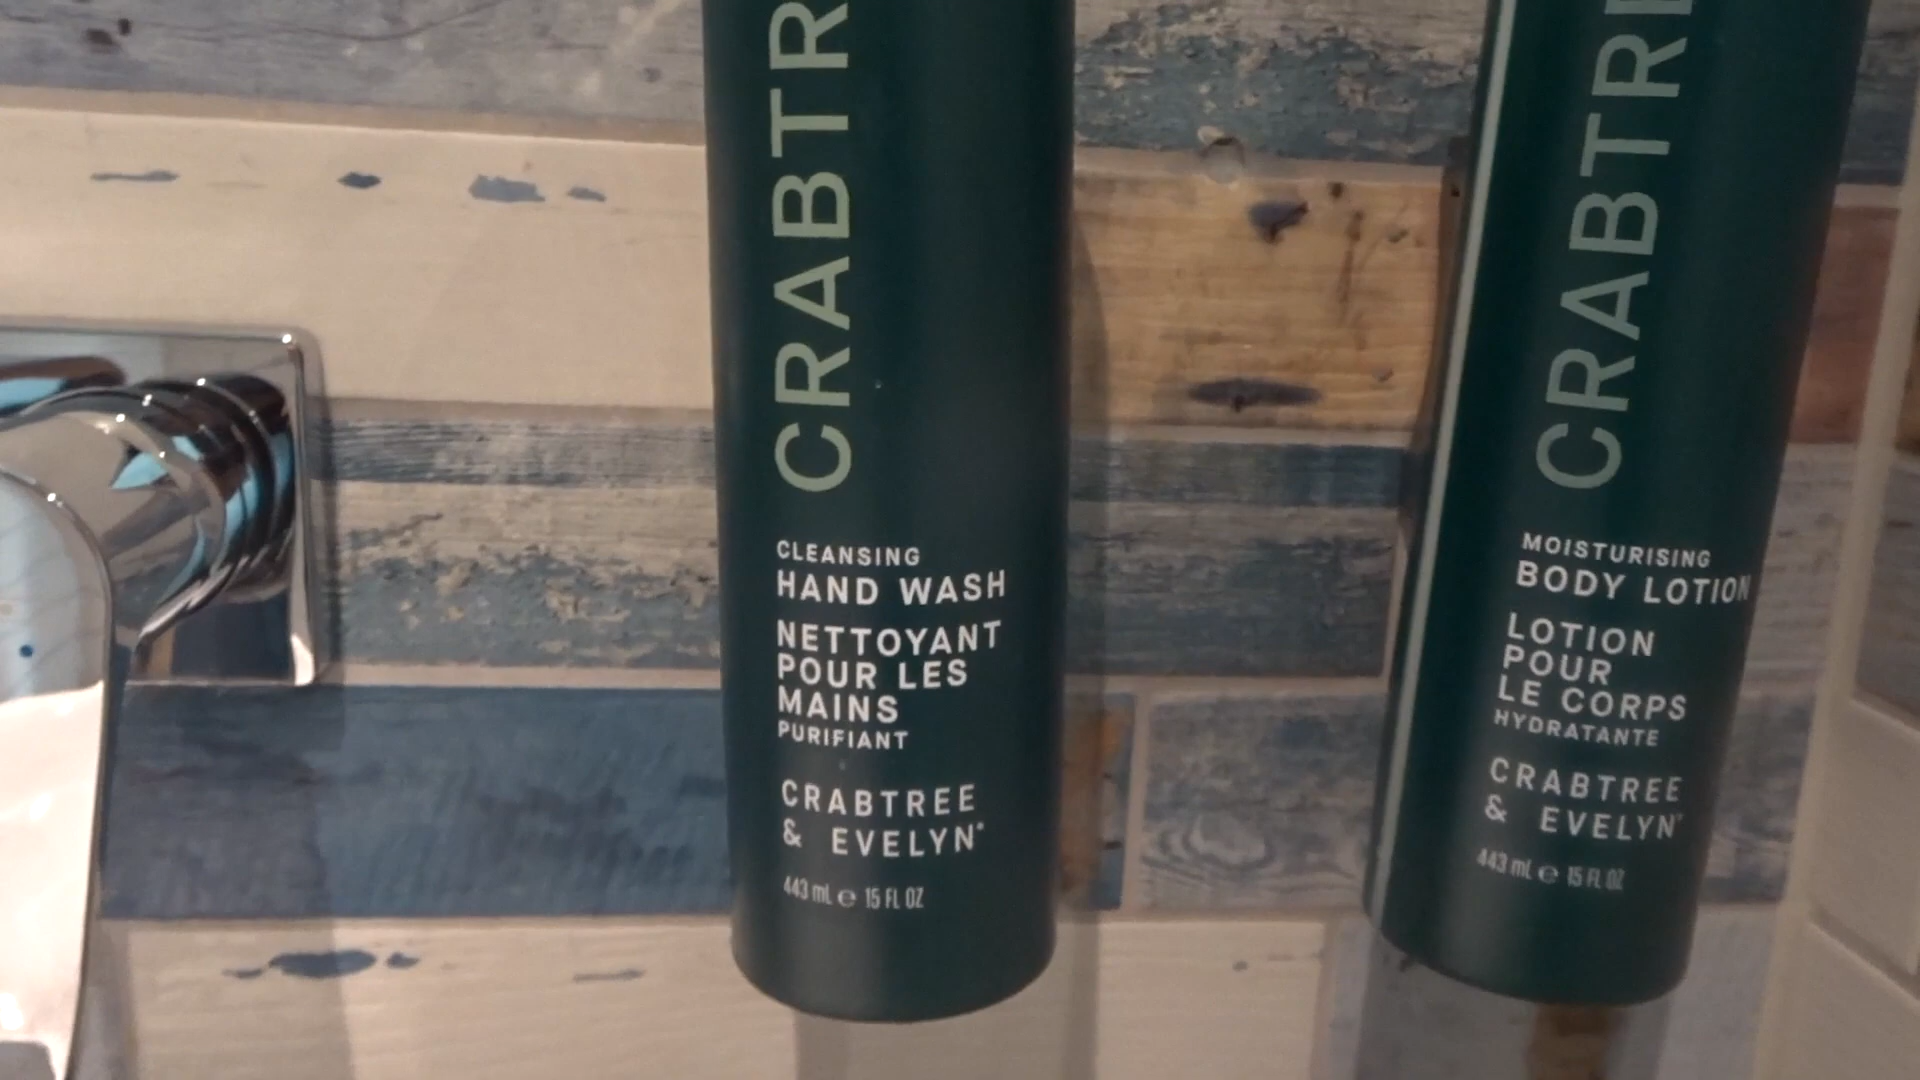 CRABTR
CLEANSING
HAND WASH
NETTOYANT
POUR LES
MAINS
PURIFIANT
CRABTREE
& EVELYN
443 mL ℮ 15 FL OZ
CRABTRE
MOISTURISING
BODY LOTION
LOTION
POUR
LE CORPS
HYDRATANTE
CRABTREE
& EVELYN
443 mL ℮ 15 FL OZ